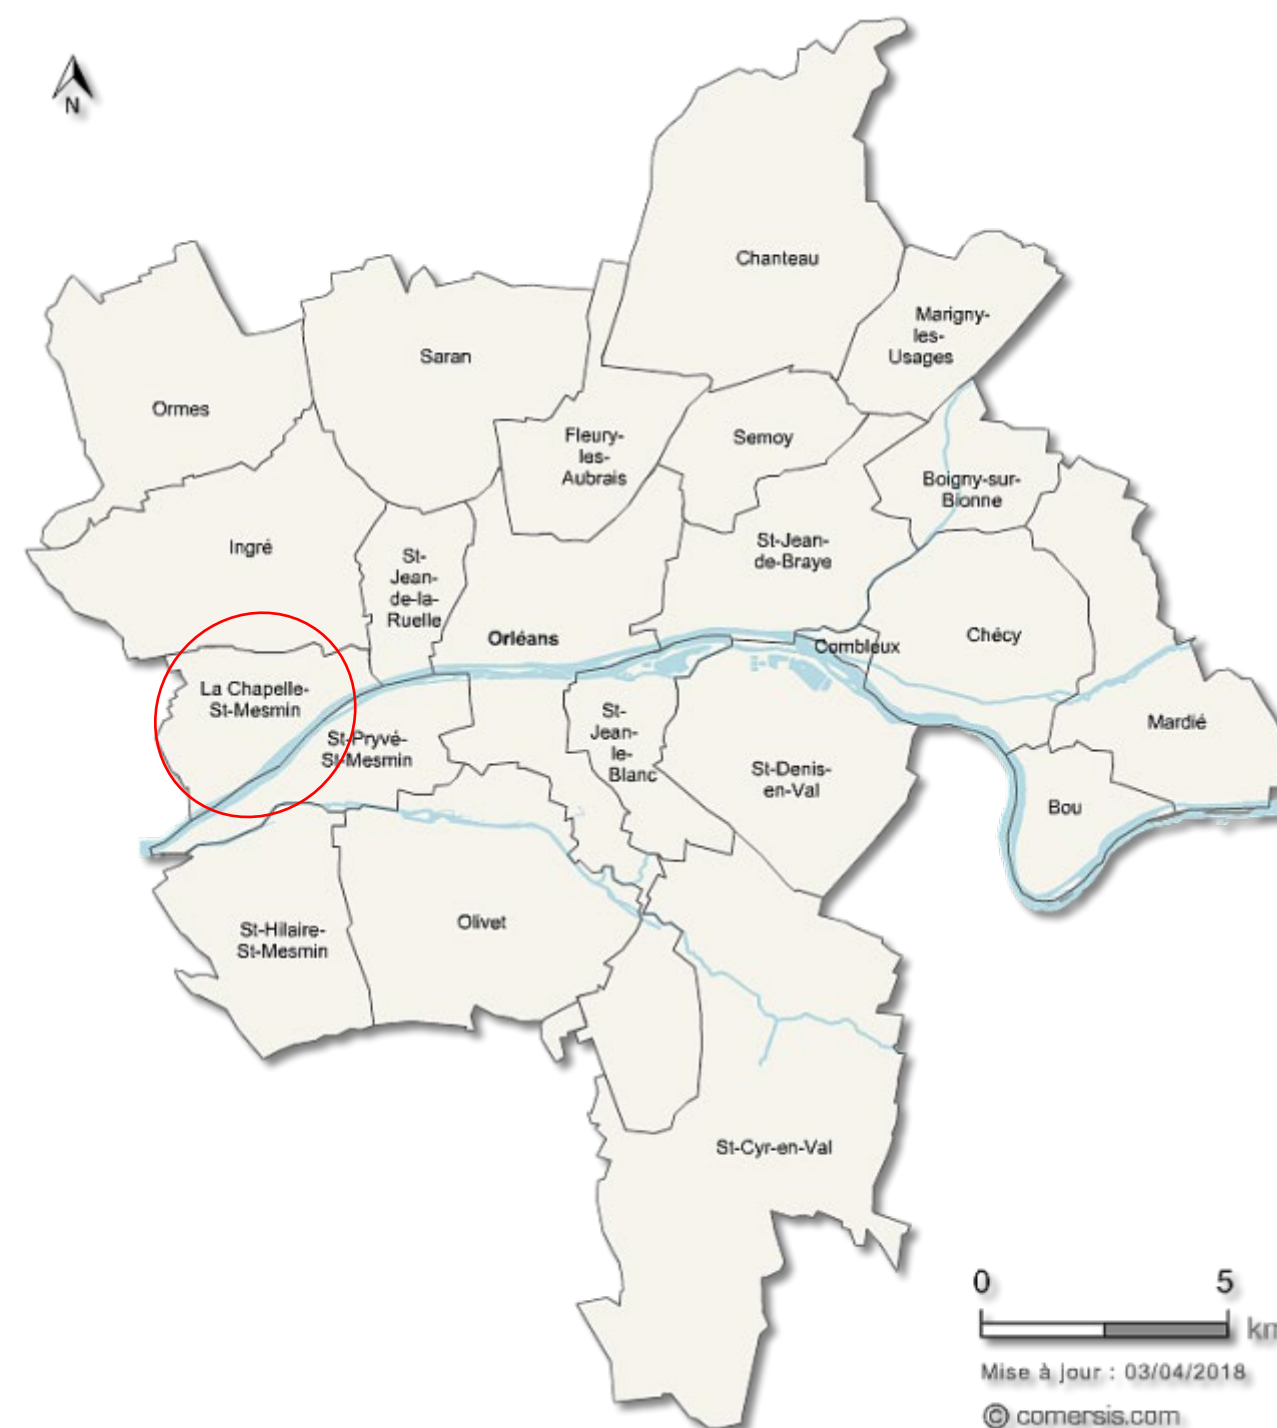 N
Chanteau
Marigny-
les-
Usages
Saran
Ormes
Fleury-
les-
Aubrais
Semoy
Boigny-sur-
Bionne
Ingré
St-
Jean-
de-la-
Ruelle
St-Jean-
de-Braye
Orléans
Combleux
Chécy
La Chapelle-
St-Mesmin
St-Pryvé-
St-Mesmin
St-
Jean-
le-
Blanc
St-Denis-
en-Val
Mardié
Bou
St-Hilaire-
St-Mesmin
Olivet
St-Cyr-en-Val
0 5
km
Mise à jour : 03/04/2018
© comersis.com